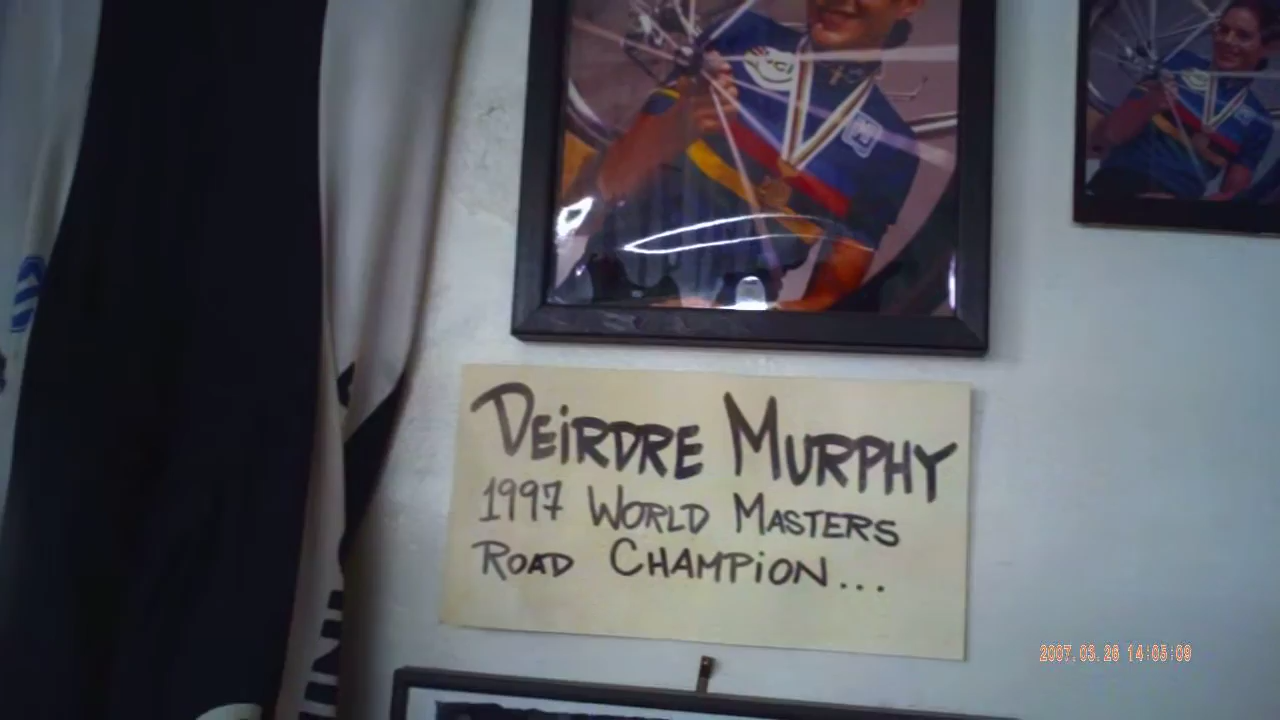 DEiRDRE MURPHY
1997 WORLD MASTERS
ROAD CHAMPiON...
2007.03.26 14:05:09